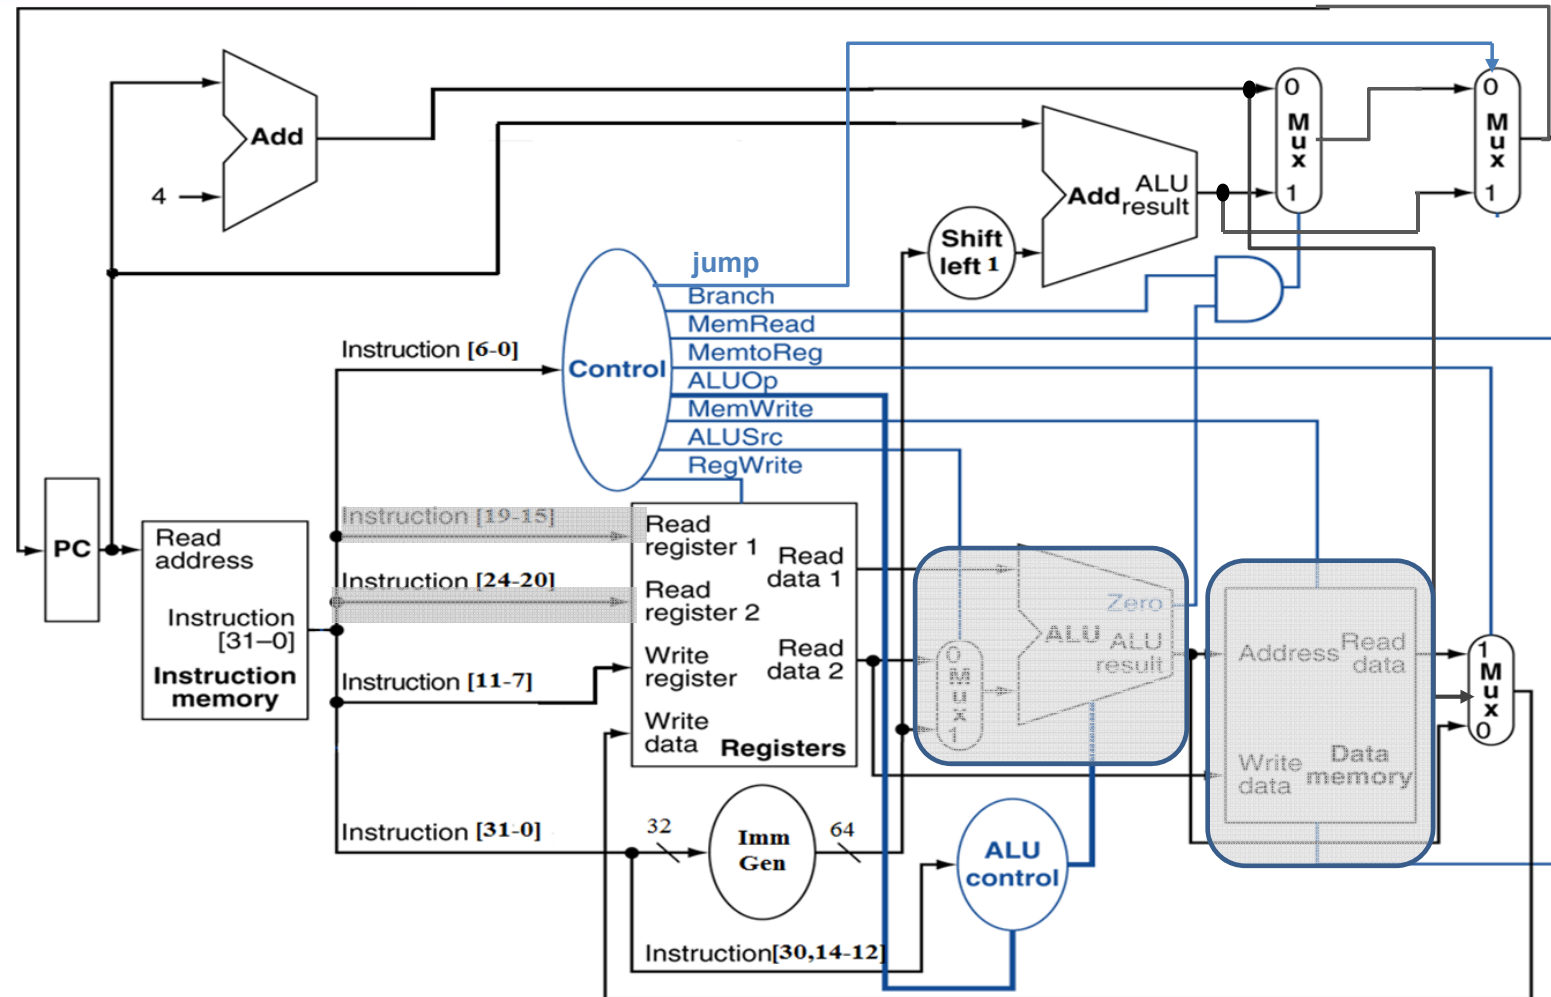 Add
4
0
M
u
x
1
0
M
u
x
1
Add
ALU
result
Shift
left 1
jump
Branch
MemRead
MemtoReg
ALUOp
MemWrite
ALUSrc
RegWrite
Control
Instruction [6-0]
PC
Read
address
Instruction
[31–0]
Instruction
memory
Instruction [19-15]
Instruction [24-20]
Instruction [11-7]
Instruction [31-0]
Read
register 1
Read
register 2
Write
register
Write
data
Read
data 1
Read
data 2
Registers
0
M
u
x
1
Zero
ALU
ALU
result
Address
Read
data
Write
data
Data
memory
1
M
u
x
0
32
Imm
Gen
64
ALU
control
Instruction[30,14-12]